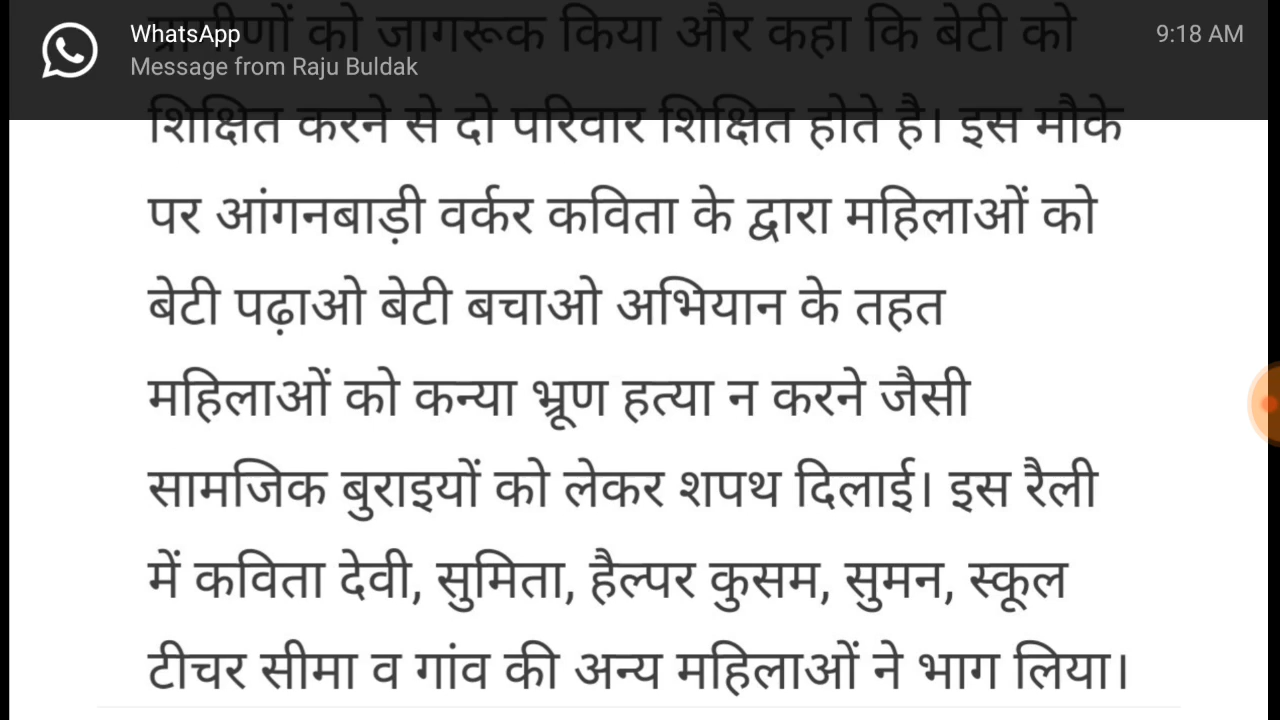 WhatsApp
9:18 AM
Message from Raju Buldak
को जागरूक किया और कहा कि बेटी को
शिक्षित करने से दो परिवार शिक्षित होते है। इस मौके
पर आंगनबाड़ी वर्कर कविता के द्वारा महिलाओं को
बेटी पढ़ाओ बेटी बचाओ अभियान के तहत
महिलाओं को कन्या भ्रूण हत्या न करने जैसी
सामजिक बुराइयों को लेकर शपथ दिलाई। इस रैली
में कविता देवी, सुमिता, हैल्पर कुसम, सुमन, स्कूल
टीचर सीमा व गांव की अन्य महिलाओं ने भाग लिया।